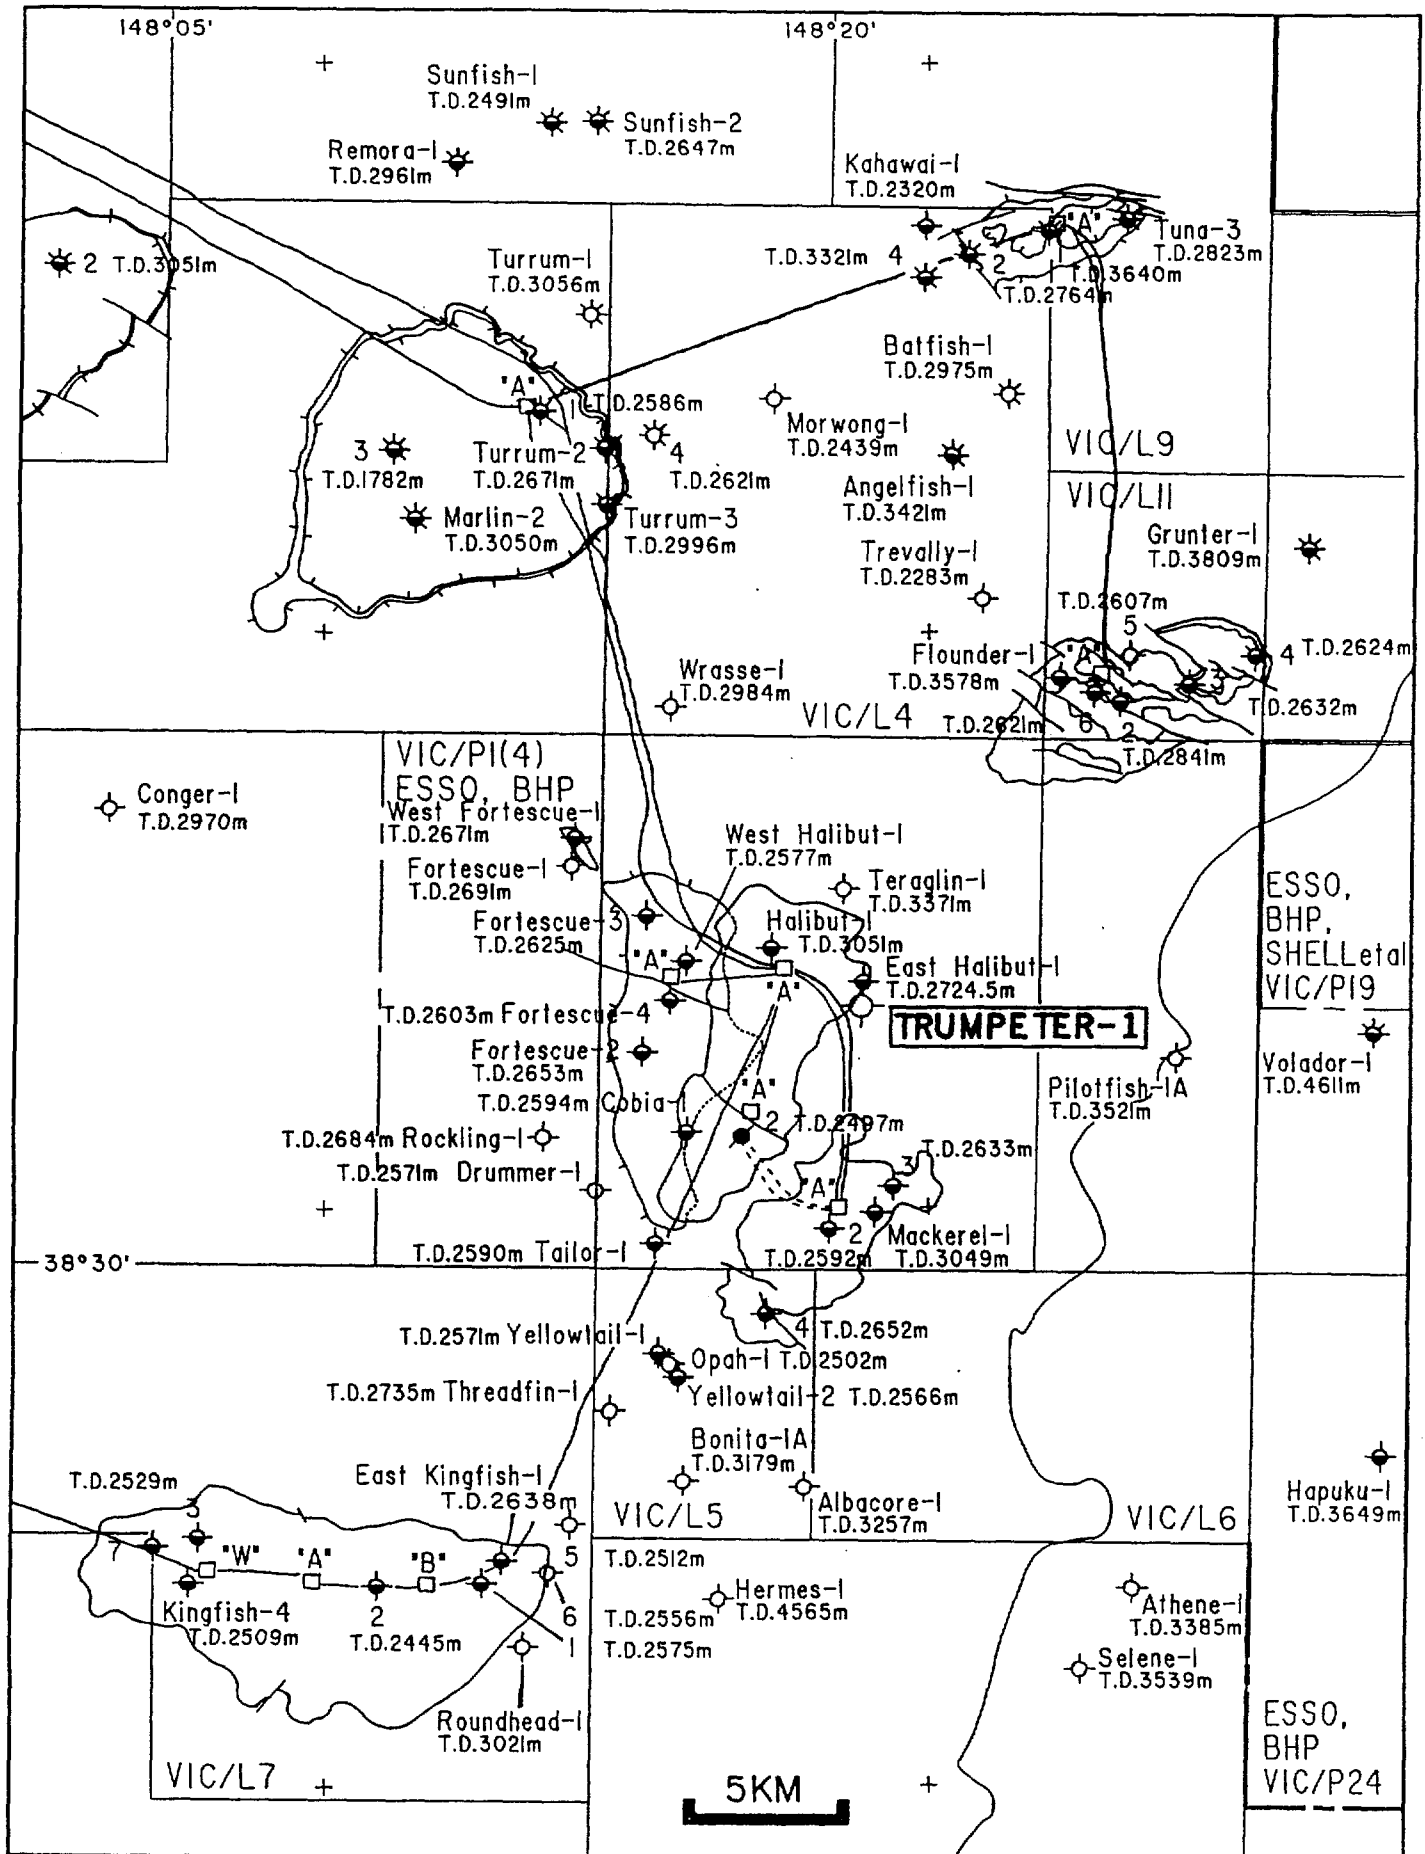 148°05'
148°20'
Sunfish-1
T.D.2491m
Sunfish-2
T.D.2647m
Remora-1
T.D.2961m
Kahawai-1
T.D.2320m
"A"
Tuna-3
T.D.2823m
2 T.D.3051m
Turrum-1
T.D.3056m
T.D.3321m 4
2
1
T.D.3640m
T.D.2764m
Batfish-1
T.D.2975m
"A"
1 T.D.2586m
Morwong-1
T.D.2439m
VIC/L9
3
T.D.1782m
Turrum-2
T.D.2671m
4
T.D.2621m
Angelfish-1
T.D.3421m
VIC/L11
Marlin-2
T.D.3050m
Turrum-3
T.D.2996m
Grunter-1
T.D.3809m
Trevally-1
T.D.2283m
T.D.2607m
5
Flounder-1
T.D.3578m
"A"
4 T.D.2624m
3
T.D.2632m
Wrasse-1
T.D.2984m
VIC/L4
T.D.2621m 6
2
T.D.2841m
VIC/P1(4)
ESSO, BHP
Conger-1
T.D.2970m
West Fortescue-1
T.D.2671m
West Halibut-1
T.D.2577m
Fortescue-1
T.D.2691m
Teraglin-1
T.D.3371m
ESSO,
BHP,
SHELLetal
VIC/P19
Fortescue-3
T.D.2625m
Halibut-1
T.D.3051m
"A"
"A"
East Halibut-1
T.D.2724.5m
T.D.2603m Fortescue-4
TRUMPETER-1
Fortescue-2
T.D.2653m
Volador-1
T.D.4611m
Pilotfish-1A
T.D.3521m
T.D.2594m Cobia-1
"A"
2 T.D.2497m
T.D.2684m Rockling-1
T.D.2633m
3
T.D.2571m Drummer-1
"A"
2
T.D.2592m
Mackerel-1
T.D.3049m
T.D.2590m Tailor-1
38°30'
4 T.D.2652m
T.D.2571m Yellowtail-1
Opah-1 T.D.2502m
T.D.2735m Threadfin-1
Yellowtail-2 T.D.2566m
Bonita-1A
T.D.3179m
T.D.2529m
3
East Kingfish-1
T.D.2638m
VIC/L5
Albacore-1
T.D.3257m
VIC/L6
Hapuku-1
T.D.3649m
7
"W"
"A"
"B"
5 T.D.2512m
Kingfish-4
T.D.2509m
2
T.D.2445m
6 T.D.2556m
1 T.D.2575m
Hermes-1
T.D.4565m
Athene-1
T.D.3385m
Selene-1
T.D.3539m
Roundhead-1
T.D.3021m
ESSO,
BHP
VIC/P24
VIC/L7
5KM